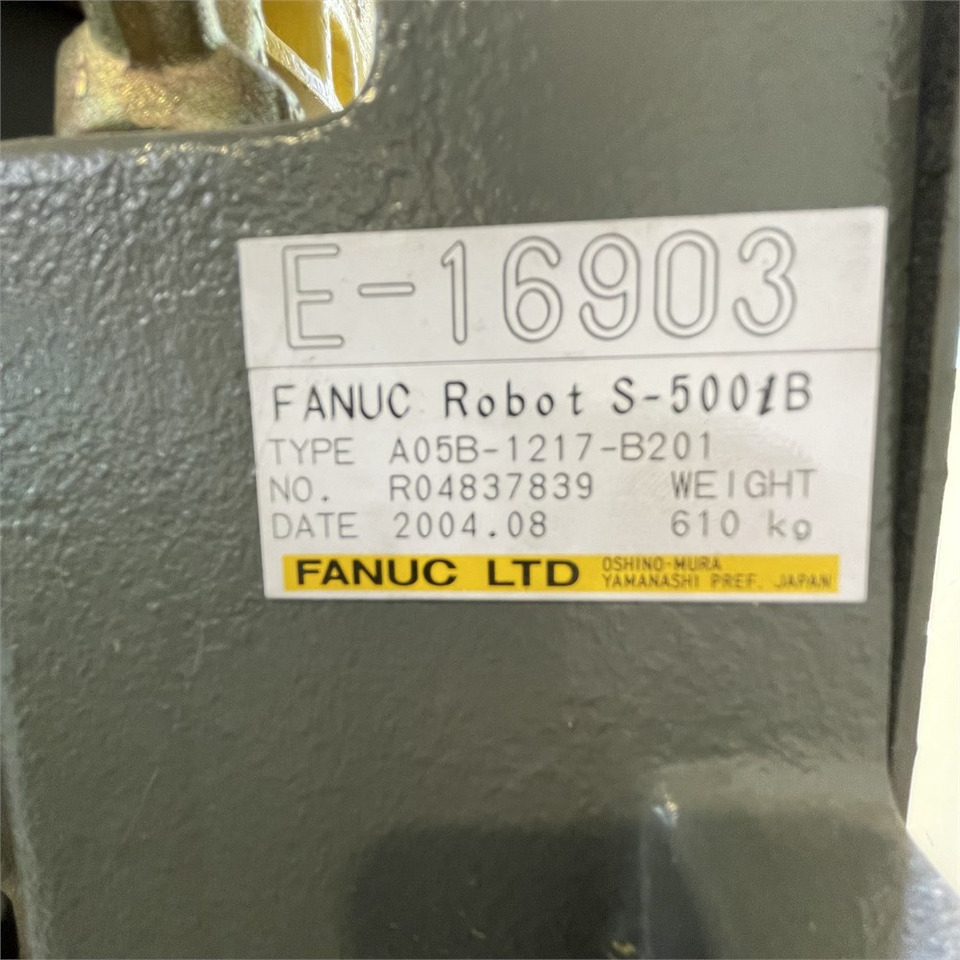 E-16903
FANUC Robot S-500iB
TYPE A05B-1217-B201
NO. R04837839 WEIGHT
DATE 2004.08 610 kg
FANUC LTD OSHINO-MURA
YAMANASHI PREF. JAPAN